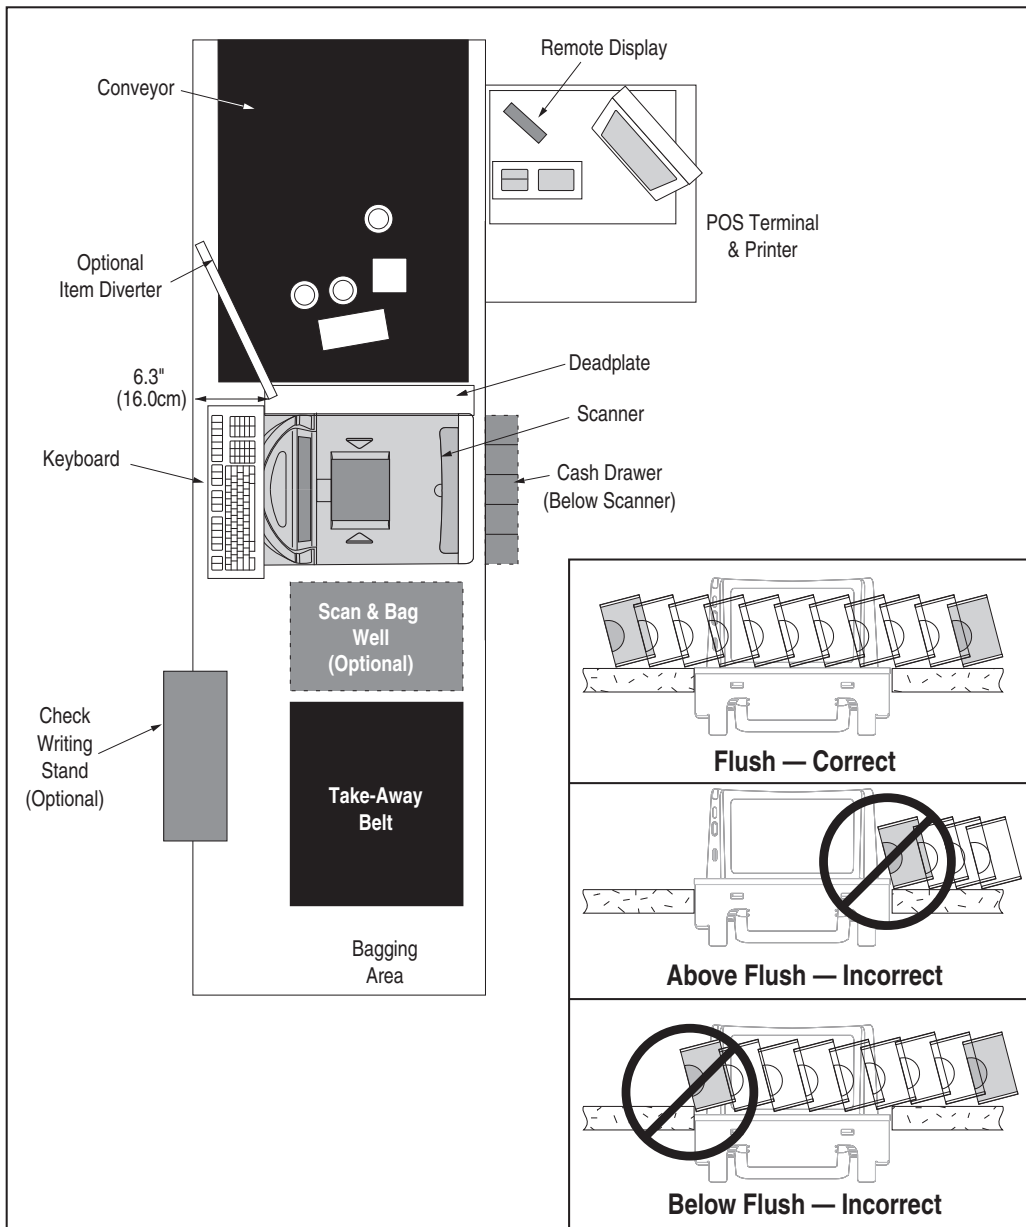 Remote Display
Conveyor
POS Terminal
& Printer
Optional
Item Diverter
6.3"
(16.0cm)
Deadplate
Scanner
Keyboard
Cash Drawer
(Below Scanner)
Scan & Bag
Well
(Optional)
Check
Writing
Stand
(Optional)
Take-Away
Belt
Bagging
Area
Flush — Correct
Above Flush — Incorrect
Below Flush — Incorrect